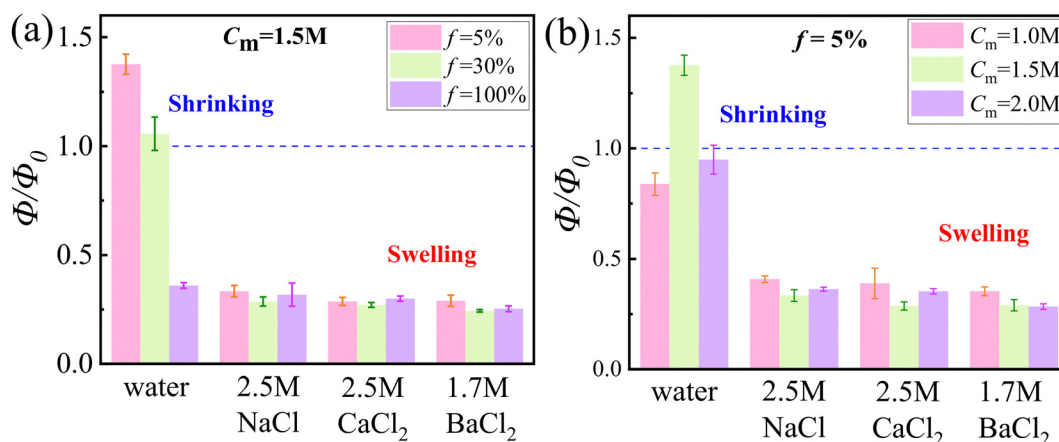 (a)
C_m=1.5M
f=5%
f=30%
f=100%
Shrinking
Swelling
Φ/Φ_0
1.5
1.0
0.5
0.0
water
2.5M
NaCl
2.5M
CaCl_2
1.7M
BaCl_2
(b)
f = 5%
C_m=1.0M
C_m=1.5M
C_m=2.0M
Shrinking
Swelling
Φ/Φ_0
1.5
1.0
0.5
0.0
water
2.5M
NaCl
2.5M
CaCl_2
1.7M
BaCl_2